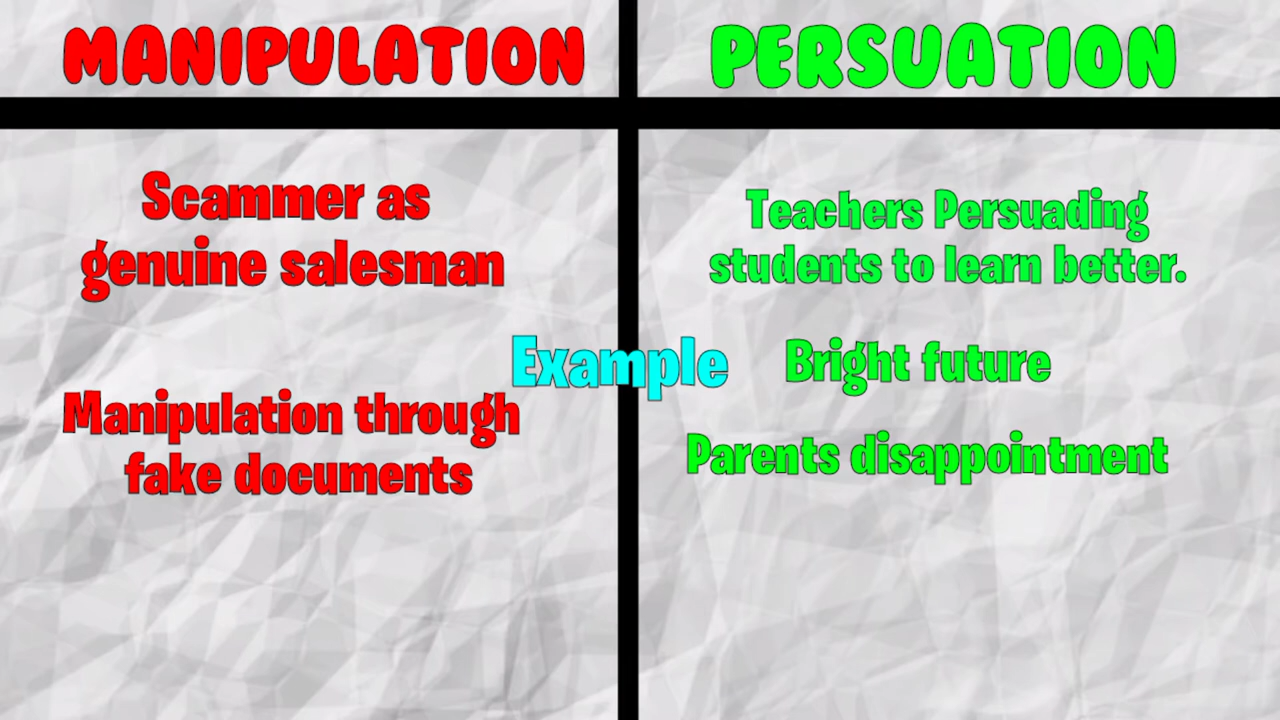 MANIPULATION
PERSUATION
Scammer as
genuine salesman
Manipulation through
fake documents
Example
Teachers Persuading
students to learn better.
Bright future
Parents disappointment